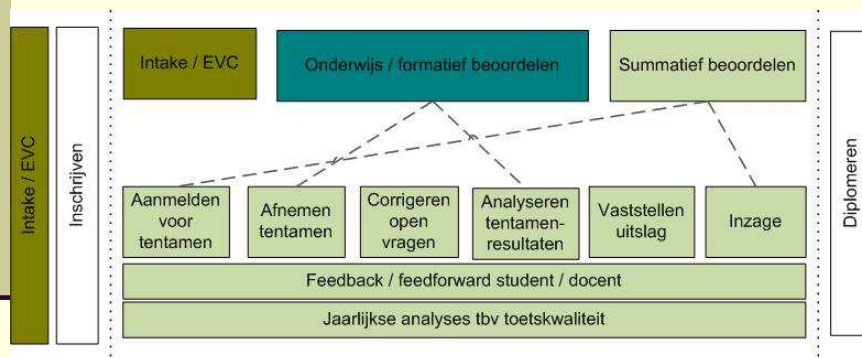 Intake / EVC
Inschrijven
Intake / EVC
Onderwijs / formatief beoordelen
Summatief beoordelen
Aanmelden
voor
tentamen
Afnemen
tentamen
Corrigeren
open
vragen
Analyseren
tentamen-
resultaten
Vaststellen
uitslag
Inzage
Feedback / feedforward student / docent
Jaarlijkse analyses tbv toetskwaliteit
Diplomeren